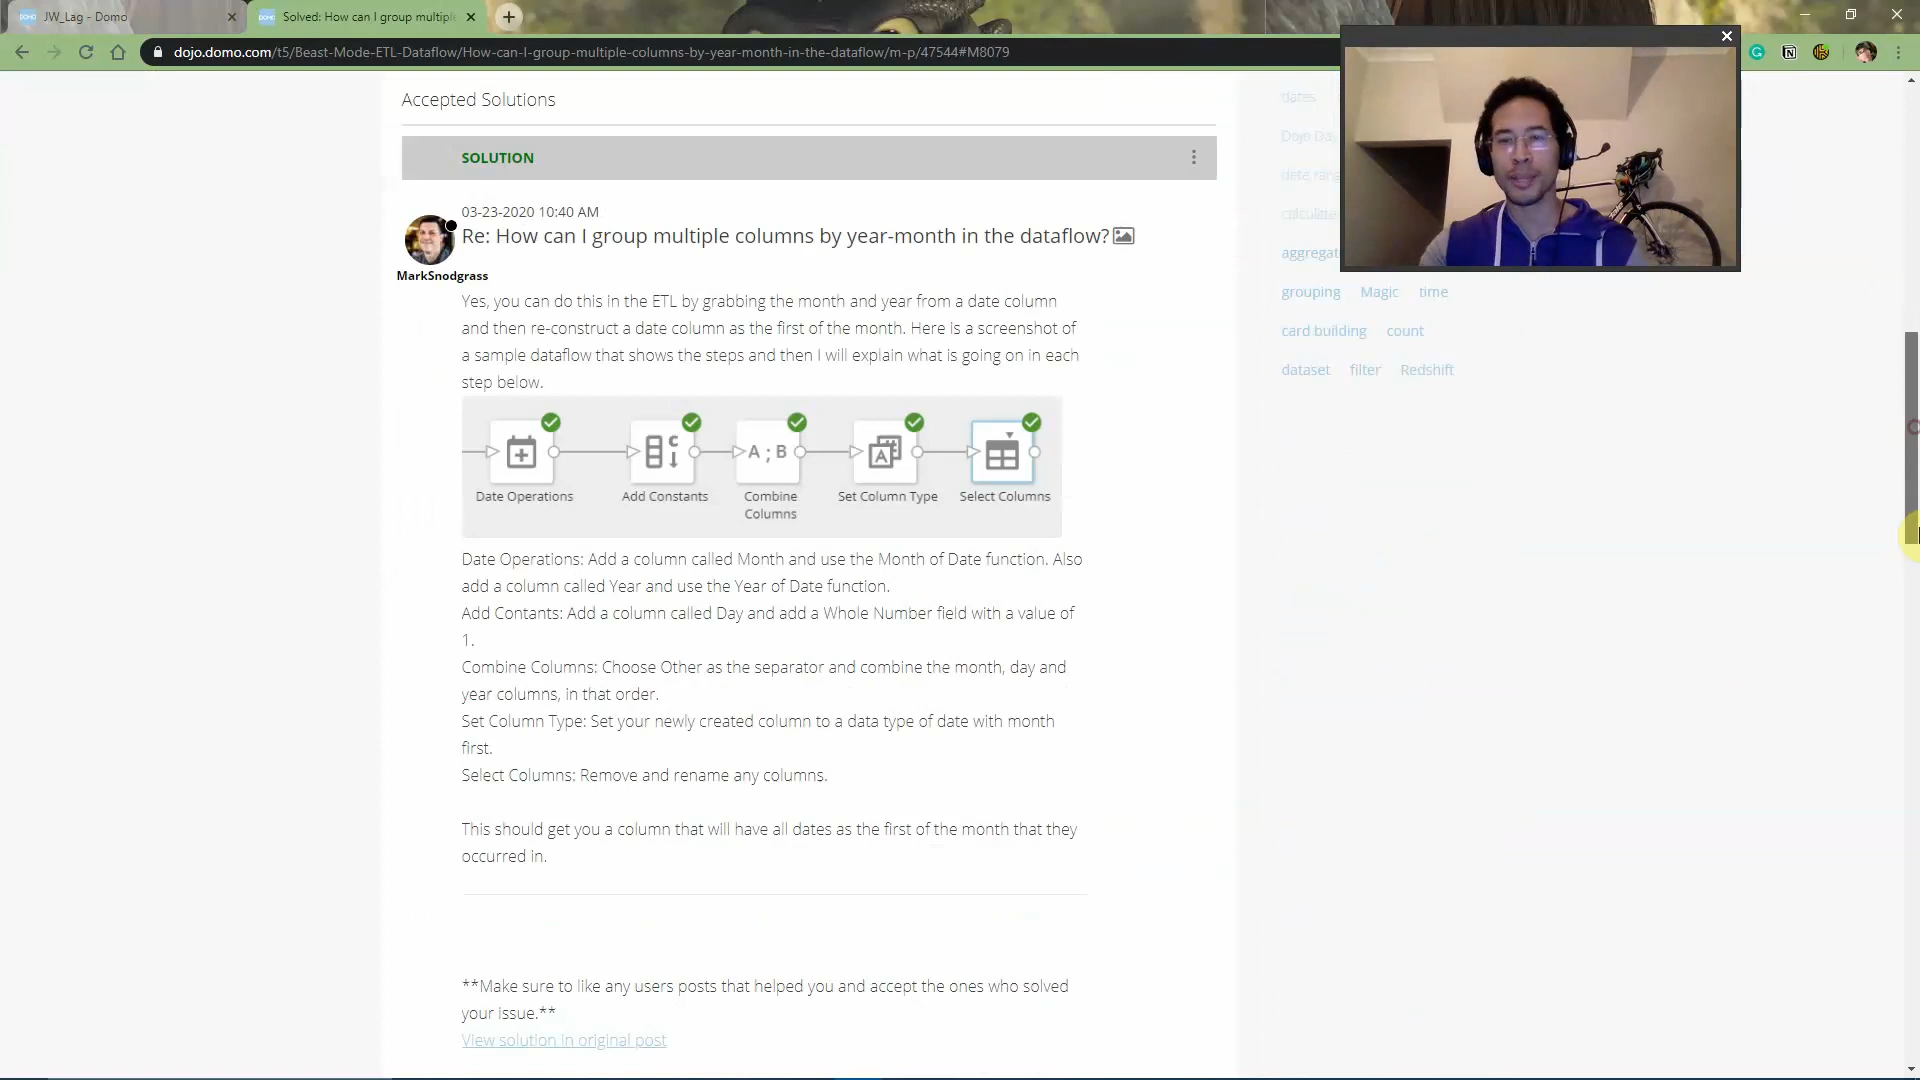 JW_Lag - Domo
Solved: How can I group multiple
dojo.domo.com/t5/Beast-Mode-ETL-Dataflow/How-can-I-group-multiple-columns-by-year-month-in-the-dataflow/m-p/47544#M8079
Accepted Solutions
SOLUTION
03-23-2020 10:40 AM
Re: How can I group multiple columns by year-month in the dataflow?
MarkSnodgrass
Yes, you can do this in the ETL by grabbing the month and year from a date column
and then re-construct a date column as the first of the month. Here is a screenshot of
a sample dataflow that shows the steps and then I will explain what is going on in each
step below.
A ; B
Date Operations
Add Constants
Combine
Columns
Set Column Type
Select Columns
Date Operations: Add a column called Month and use the Month of Date function. Also
add a column called Year and use the Year of Date function.
Add Contants: Add a column called Day and add a Whole Number field with a value of
1.
Combine Columns: Choose Other as the separator and combine the month, day and
year columns, in that order.
Set Column Type: Set your newly created column to a data type of date with month
first.
Select Columns: Remove and rename any columns.
This should get you a column that will have all dates as the first of the month that they
occurred in.
**Make sure to like any users posts that helped you and accept the ones who solved
your issue.**
View solution in original post
dates
Dojo Da
date ran
calculate
aggregat
grouping Magic time
card building count
dataset filter Redshift